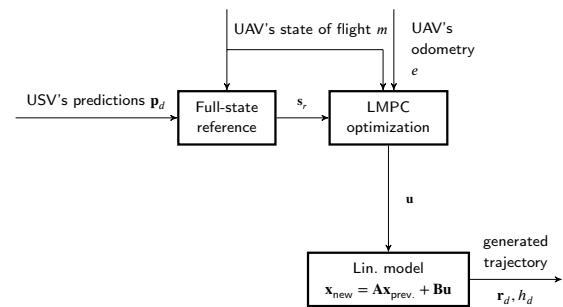 UAV's state of flight m
UAV's
odometry
e
USV's predictions p_d
Full-state
reference
s_r
LMPC
optimization
u
Lin. model
x_new = Ax_prev. + Bu
generated
trajectory
r_d, h_d